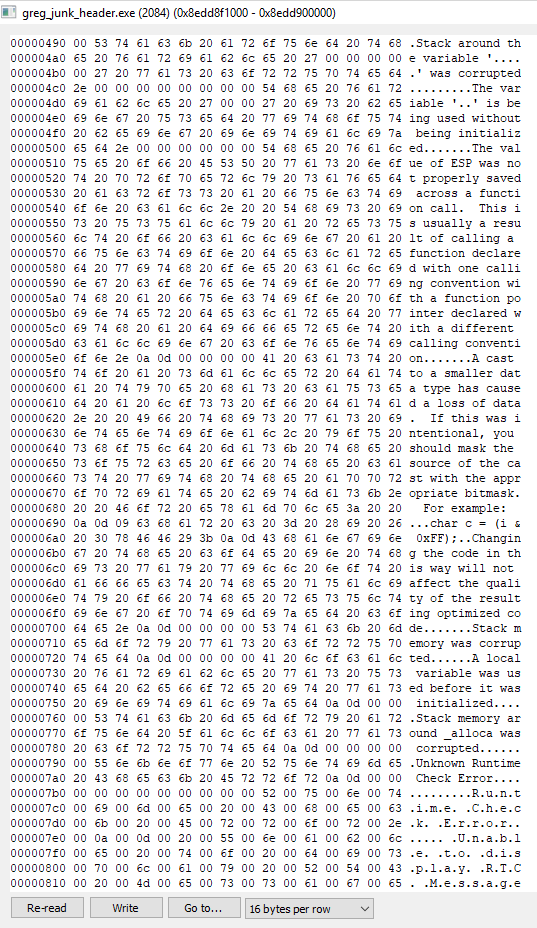 greg_junk_header.exe (2084) (0x8edd8f1000 - 0x8edd900000)
00000490 00 53 74 61 63 6b 20 61 72 6f 75 6e 64 20 74 68 .Stack around th
000004a0 65 20 76 61 72 69 61 62 6c 65 20 27 00 00 00 00 e variable '....
000004b0 00 27 20 77 61 73 20 63 6f 72 72 75 70 74 65 64 .' was corrupted
000004c0 2e 00 00 00 00 00 00 00 00 54 68 65 20 76 61 72 .........The var
000004d0 69 61 62 6c 65 20 27 00 00 27 20 69 73 20 62 65 iable '..' is be
000004e0 69 6e 67 20 75 73 65 64 20 77 69 74 68 6f 75 74 ing used without
000004f0 20 62 65 69 6e 67 20 69 6e 69 74 69 61 6c 69 7a  being initializ
00000500 65 64 2e 00 00 00 00 00 00 54 68 65 20 76 61 6c ed.......The val
00000510 75 65 20 6f 66 20 45 53 50 20 77 61 73 20 6e 6f ue of ESP was no
00000520 74 20 70 72 6f 70 65 72 6c 79 20 73 61 76 65 64 t properly saved
00000530 20 61 63 72 6f 73 73 20 61 20 66 75 6e 63 74 69  across a functi
00000540 6f 6e 20 63 61 6c 6c 2e 20 20 54 68 69 73 20 69 on call.  This i
00000550 73 20 75 73 75 61 6c 6c 79 20 61 20 72 65 73 75 s usually a resu
00000560 6c 74 20 6f 66 20 63 61 6c 6c 69 6e 67 20 61 20 lt of calling a
00000570 66 75 6e 63 74 69 6f 6e 20 64 65 63 6c 61 72 65 function declare
00000580 64 20 77 69 74 68 20 6f 6e 65 20 63 61 6c 6c 69 d with one calli
00000590 6e 67 20 63 6f 6e 76 65 6e 74 69 6f 6e 20 77 69 ng convention wi
000005a0 74 68 20 61 20 66 75 6e 63 74 69 6f 6e 20 70 6f th a function po
000005b0 69 6e 74 65 72 20 64 65 63 6c 61 72 65 64 20 77 inter declared w
000005c0 69 74 68 20 61 20 64 69 66 66 65 72 65 6e 74 20 ith a different
000005d0 63 61 6c 6c 69 6e 67 20 63 6f 6e 76 65 6e 74 69 calling conventi
000005e0 6f 6e 2e 0a 0d 00 00 00 00 41 20 63 61 73 74 20 on.......A cast
000005f0 74 6f 20 61 20 73 6d 61 6c 6c 65 72 20 64 61 74 to a smaller dat
00000600 61 20 74 79 70 65 20 68 61 73 20 63 61 75 73 65 a type has cause
00000610 64 20 61 20 6c 6f 73 73 20 6f 66 20 64 61 74 61 d a loss of data
00000620 2e 20 20 49 66 20 74 68 69 73 20 77 61 73 20 69 .  If this was i
00000630 6e 74 65 6e 74 69 6f 6e 61 6c 2c 20 79 6f 75 20 ntentional, you
00000640 73 68 6f 75 6c 64 20 6d 61 73 6b 20 74 68 65 20 should mask the
00000650 73 6f 75 72 63 65 20 6f 66 20 74 68 65 20 63 61 source of the ca
00000660 73 74 20 77 69 74 68 20 74 68 65 20 61 70 70 72 st with the appr
00000670 6f 70 72 69 61 74 65 20 62 69 74 6d 61 73 6b 2e opriate bitmask.
00000680 20 20 46 6f 72 20 65 78 61 6d 70 6c 65 3a 20 20   For example:
00000690 0a 0d 09 63 68 61 72 20 63 20 3d 20 28 69 20 26 ...char c = (i &
000006a0 20 30 78 46 46 29 3b 0a 0d 43 68 61 6e 67 69 6e  0xFF);..Changin
000006b0 67 20 74 68 65 20 63 6f 64 65 20 69 6e 20 74 68 g the code in th
000006c0 69 73 20 77 61 79 20 77 69 6c 6c 20 6e 6f 74 20 is way will not
000006d0 61 66 66 65 63 74 20 74 68 65 20 71 75 61 6c 69 affect the quali
000006e0 74 79 20 6f 66 20 74 68 65 20 72 65 73 75 6c 74 ty of the result
000006f0 69 6e 67 20 6f 70 74 69 6d 69 7a 65 64 20 63 6f ing optimized co
00000700 64 65 2e 0a 0d 00 00 00 00 53 74 61 63 6b 20 6d de.......Stack m
00000710 65 6d 6f 72 79 20 77 61 73 20 63 6f 72 72 75 70 emory was corrup
00000720 74 65 64 0a 0d 00 00 00 00 41 20 6c 6f 63 61 6c ted......A local
00000730 20 76 61 72 69 61 62 6c 65 20 77 61 73 20 75 73  variable was us
00000740 65 64 20 62 65 66 6f 72 65 20 69 74 20 77 61 73 ed before it was
00000750 20 69 6e 69 74 69 61 6c 69 7a 65 64 0a 0d 00 00  initialized....
00000760 00 53 74 61 63 6b 20 6d 65 6d 6f 72 79 20 61 72 .Stack memory ar
00000770 6f 75 6e 64 20 5f 61 6c 6c 6f 63 61 20 77 61 73 ound _alloca was
00000780 20 63 6f 72 72 75 70 74 65 64 0a 0d 00 00 00 00  corrupted......
00000790 00 55 6e 6b 6e 6f 77 6e 20 52 75 6e 74 69 6d 65 .Unknown Runtime
000007a0 20 43 68 65 63 6b 20 45 72 72 6f 72 0a 0d 00 00  Check Error....
000007b0 00 00 00 00 00 00 00 00 00 52 00 75 00 6e 00 74 .........R.u.n.t
000007c0 00 69 00 6d 00 65 00 20 00 43 00 68 00 65 00 63 .i.m.e. .C.h.e.c
000007d0 00 6b 00 20 00 45 00 72 00 72 00 6f 00 72 00 2e .k. .E.r.r.o.r..
000007e0 00 0a 00 0d 00 20 00 55 00 6e 00 61 00 62 00 6c ..... .U.n.a.b.l
000007f0 00 65 00 20 00 74 00 6f 00 20 00 64 00 69 00 73 .e. .t.o. .d.i.s
00000800 00 70 00 6c 00 61 00 79 00 20 00 52 00 54 00 43 .p.l.a.y. .R.T.C
00000810 00 20 00 4d 00 65 00 73 00 73 00 61 00 67 00 65 . .M.e.s.s.a.g.e
Re-read Write Go to... 16 bytes per row